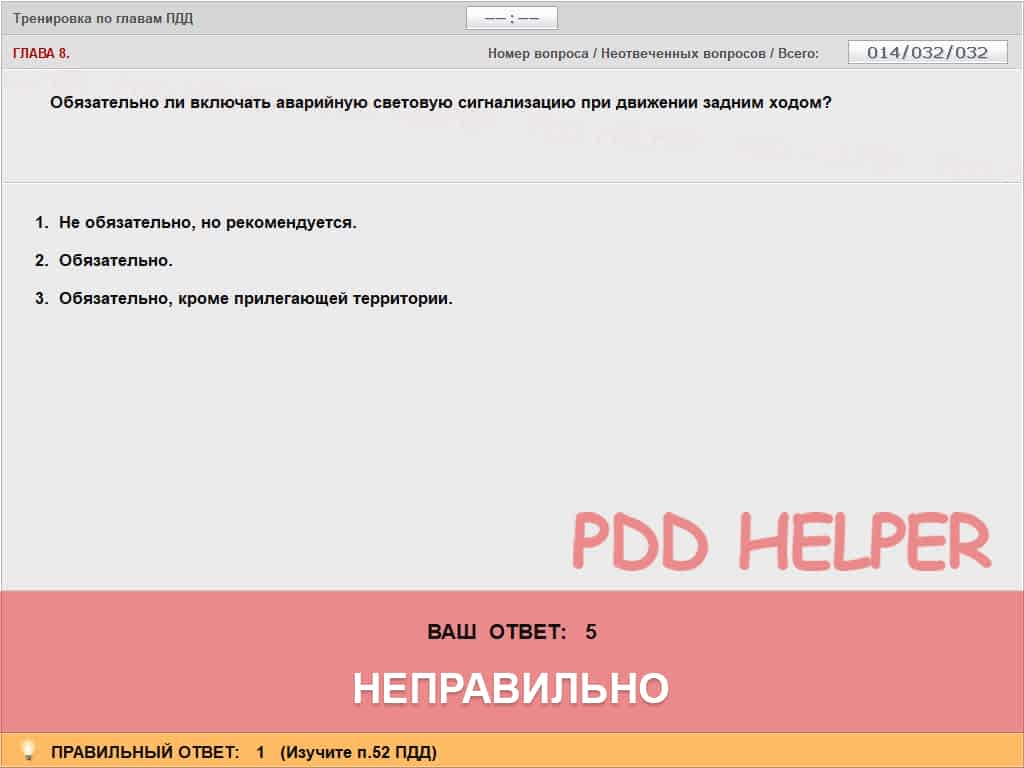 Тренировка по главам ПДД
—— : ——
ГЛАВА 8.
Номер вопроса / Неотвеченных вопросов / Всего: 014/032/032
Обязательно ли включать аварийную световую сигнализацию при движении задним ходом?
1. Не обязательно, но рекомендуется.
2. Обязательно.
3. Обязательно, кроме прилегающей территории.
PDD HELPER
ВАШ ОТВЕТ: 5
НЕПРАВИЛЬНО
ПРАВИЛЬНЫЙ ОТВЕТ: 1 (Изучите п.52 ПДД)